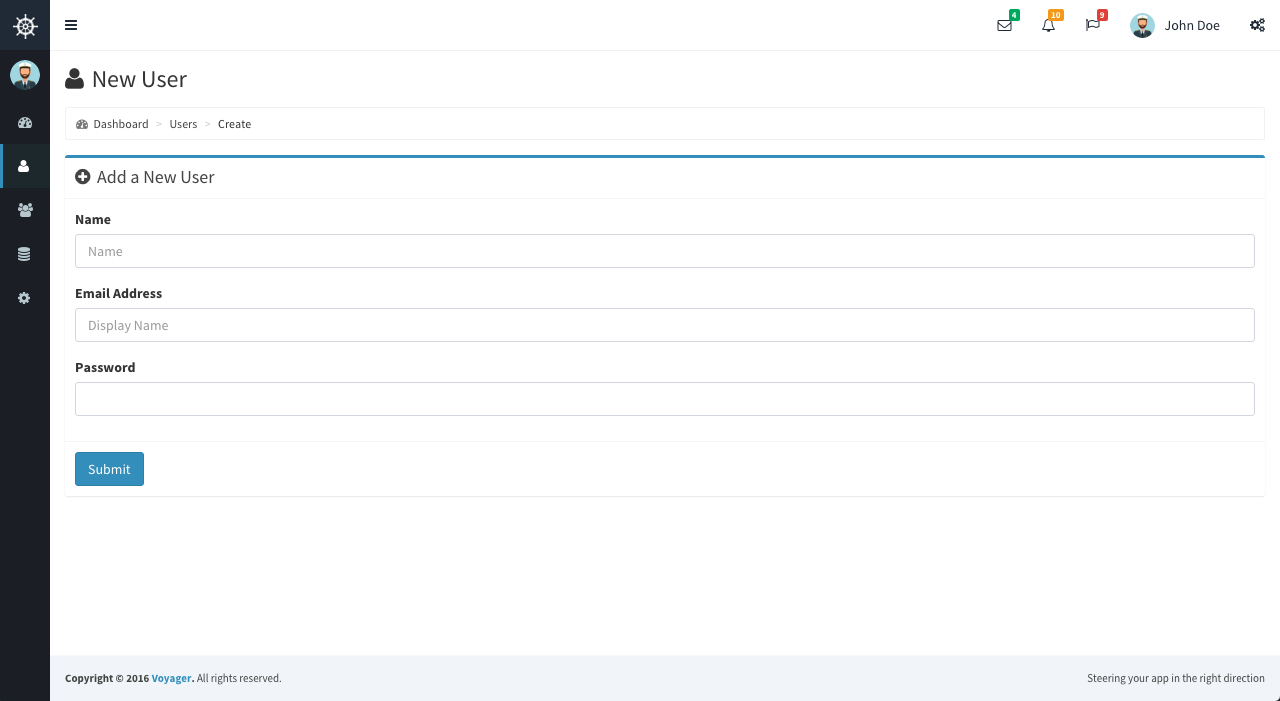 4
10
9
John Doe
New User
Dashboard > Users > Create
Add a New User
Name
Name
Email Address
Display Name
Password
Submit
Copyright © 2016 Voyager. All rights reserved.
Steering your app in the right direction